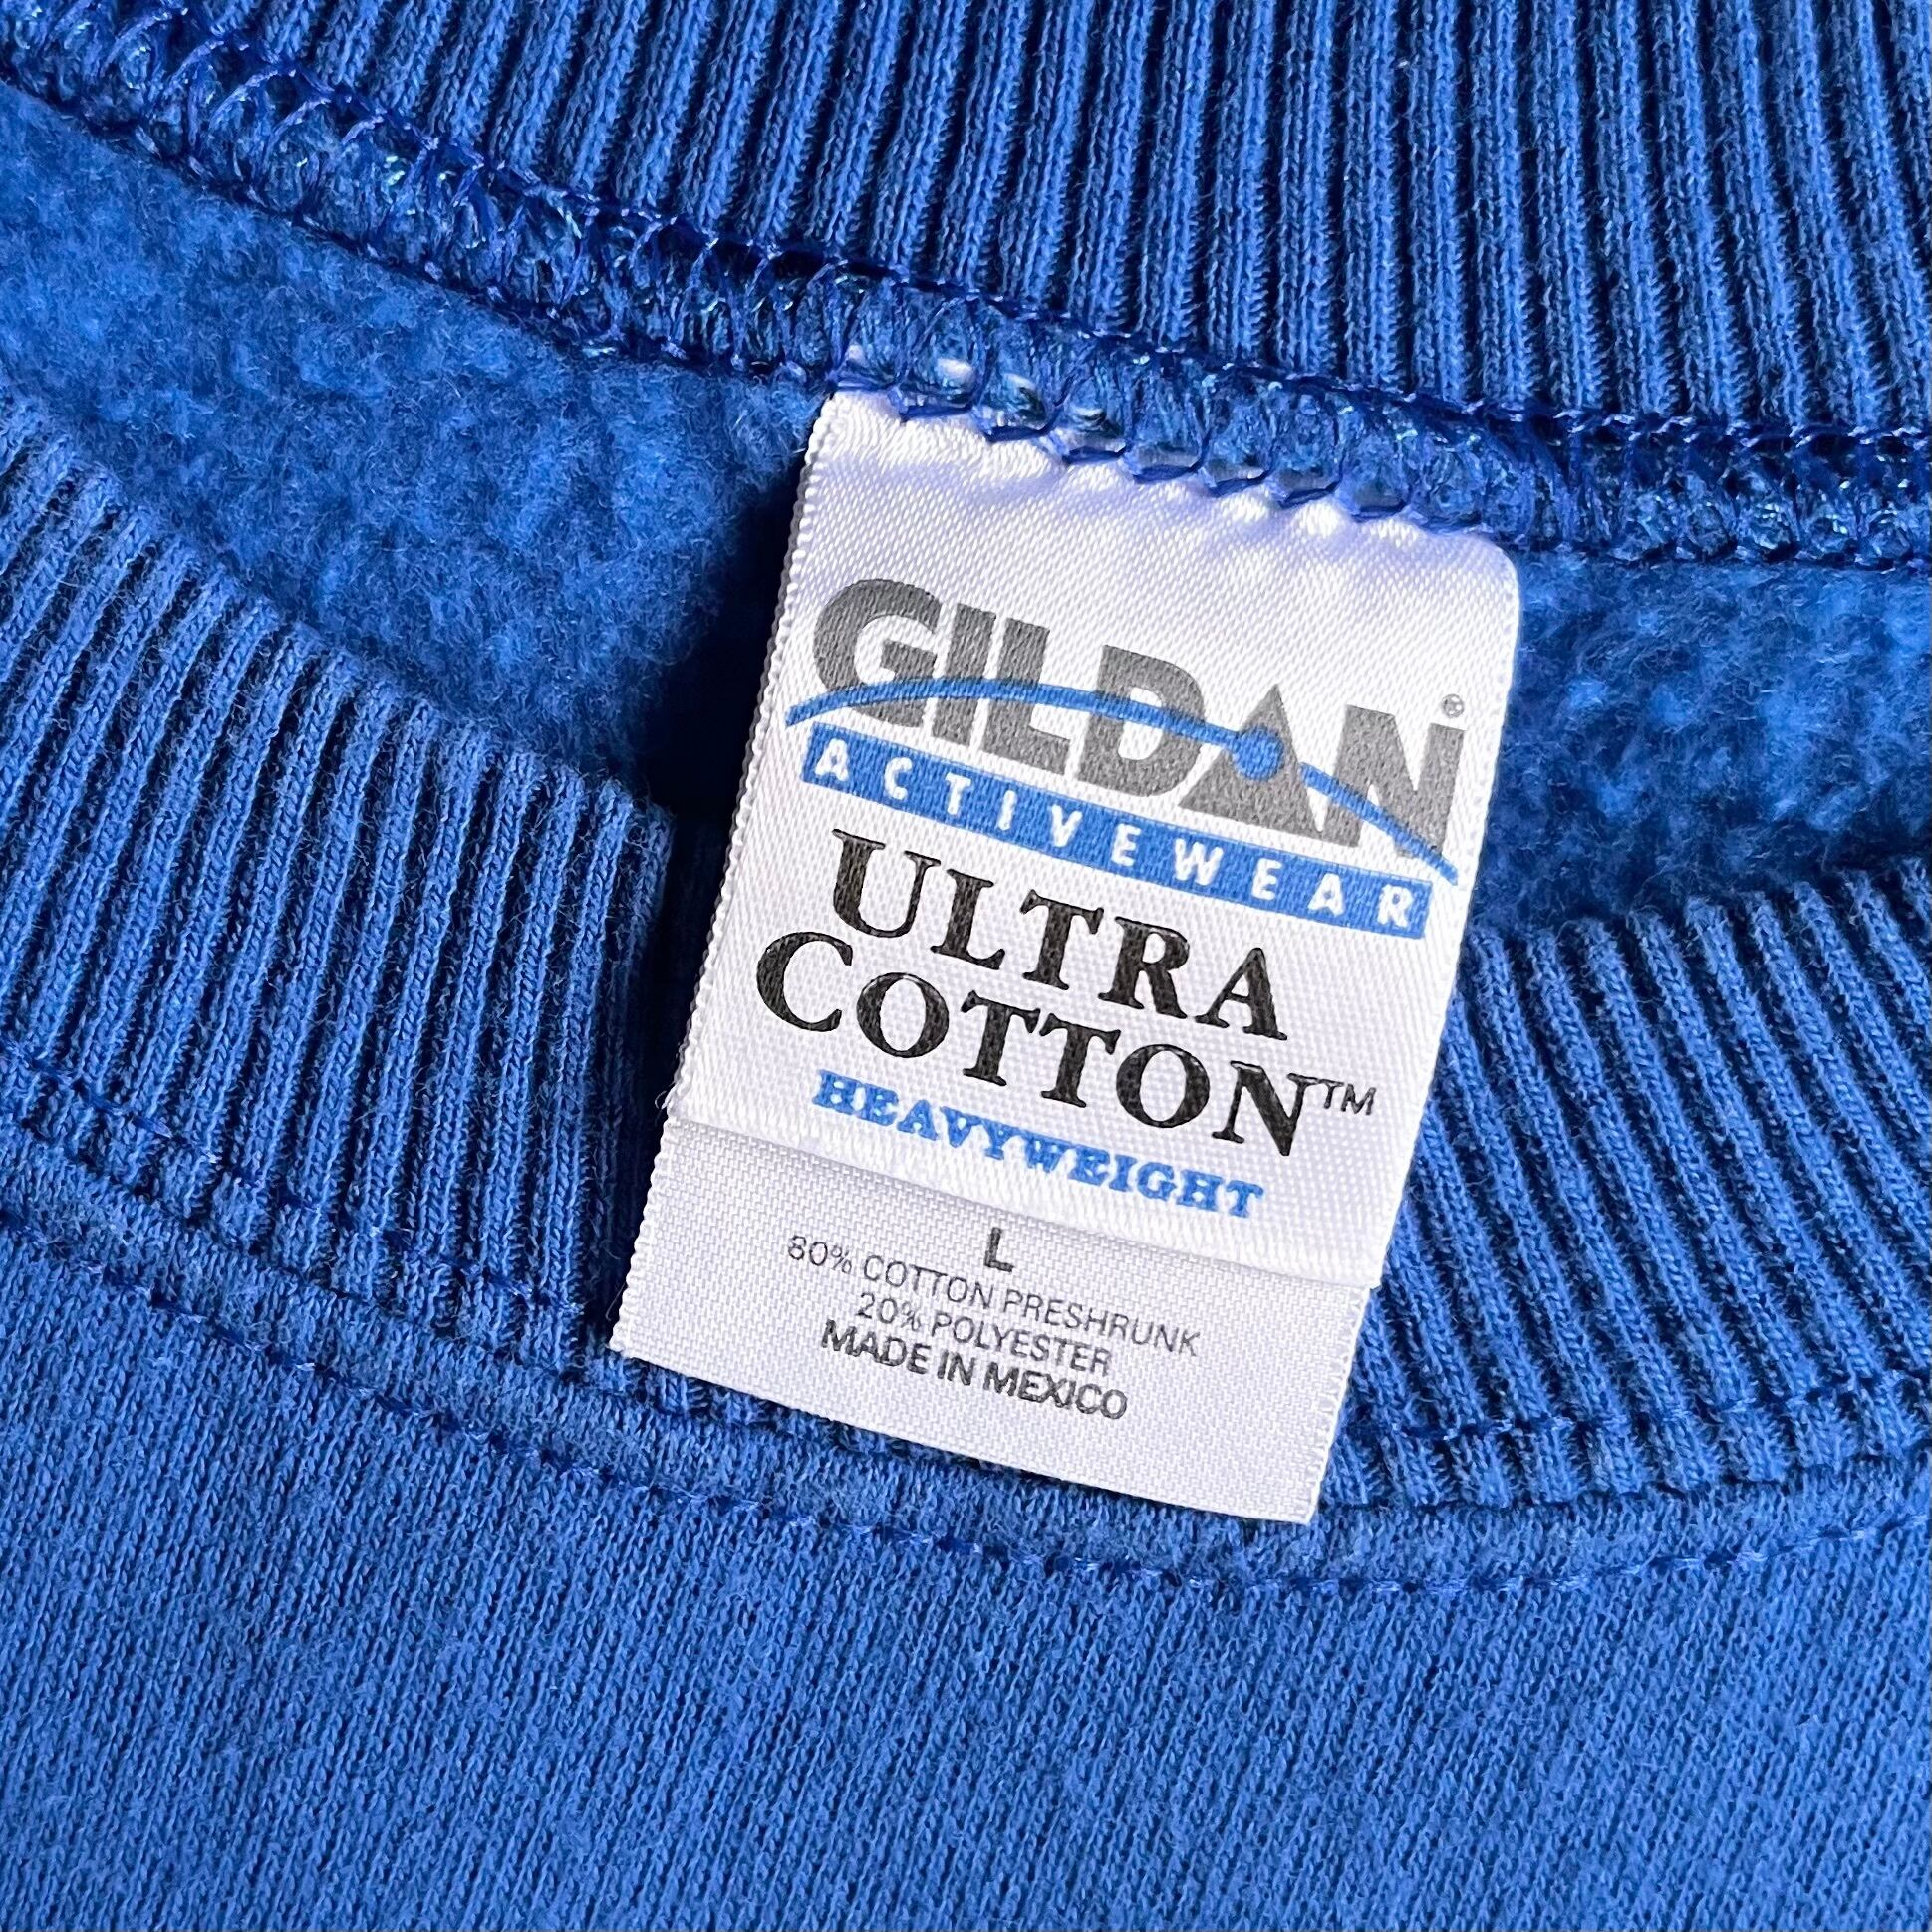 GILDAN®
ACTIVEWEAR
ULTRA
COTTON™
HEAVYWEIGHT
L
80% COTTON PRESHRUNK
20% POLYESTER
MADE IN MEXICO